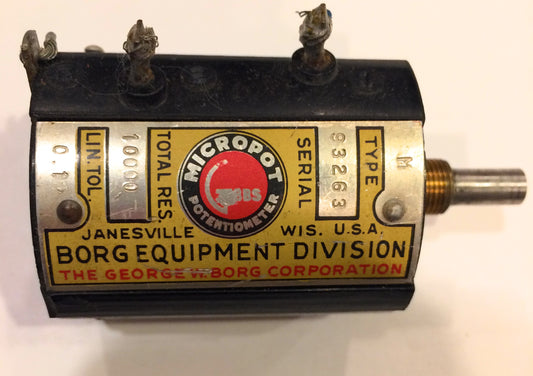 LIN. TOL.
0.1
TOTAL RES.
10000
MICROPOT
POTENTIOMETER
SERIAL
93263
TYPE
M
JANESVILLE WIS. U.S.A.
BORG EQUIPMENT DIVISION
THE GEORGE W. BORG CORPORATION